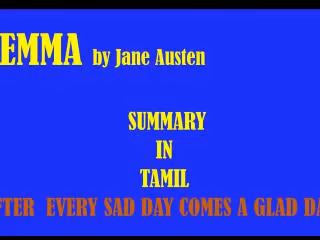 EMMA by Jane Austen
SUMMARY
IN
TAMIL
EVERY SAD DAY COMES A GLAD